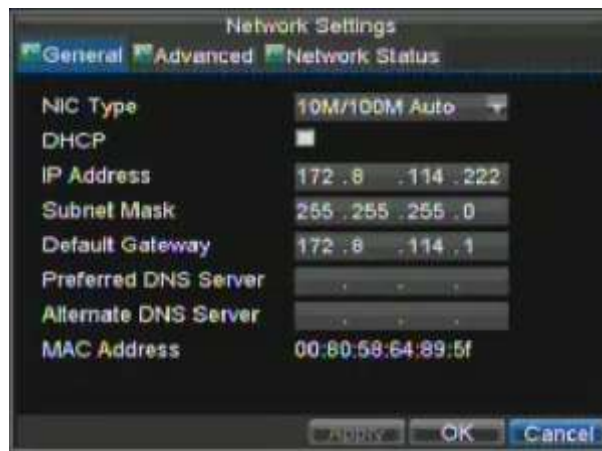 Network Settings
General Advanced Network Status
NIC Type 10M/100M Auto
DHCP
IP Address 172 .8 .114 .222
Subnet Mask 255 .255 .255 .0
Default Gateway 172 .8 .114 .1
Preferred DNS Server . . .
Alternate DNS Server . . .
MAC Address 00:80:58:64:89:5f
Apply OK Cancel